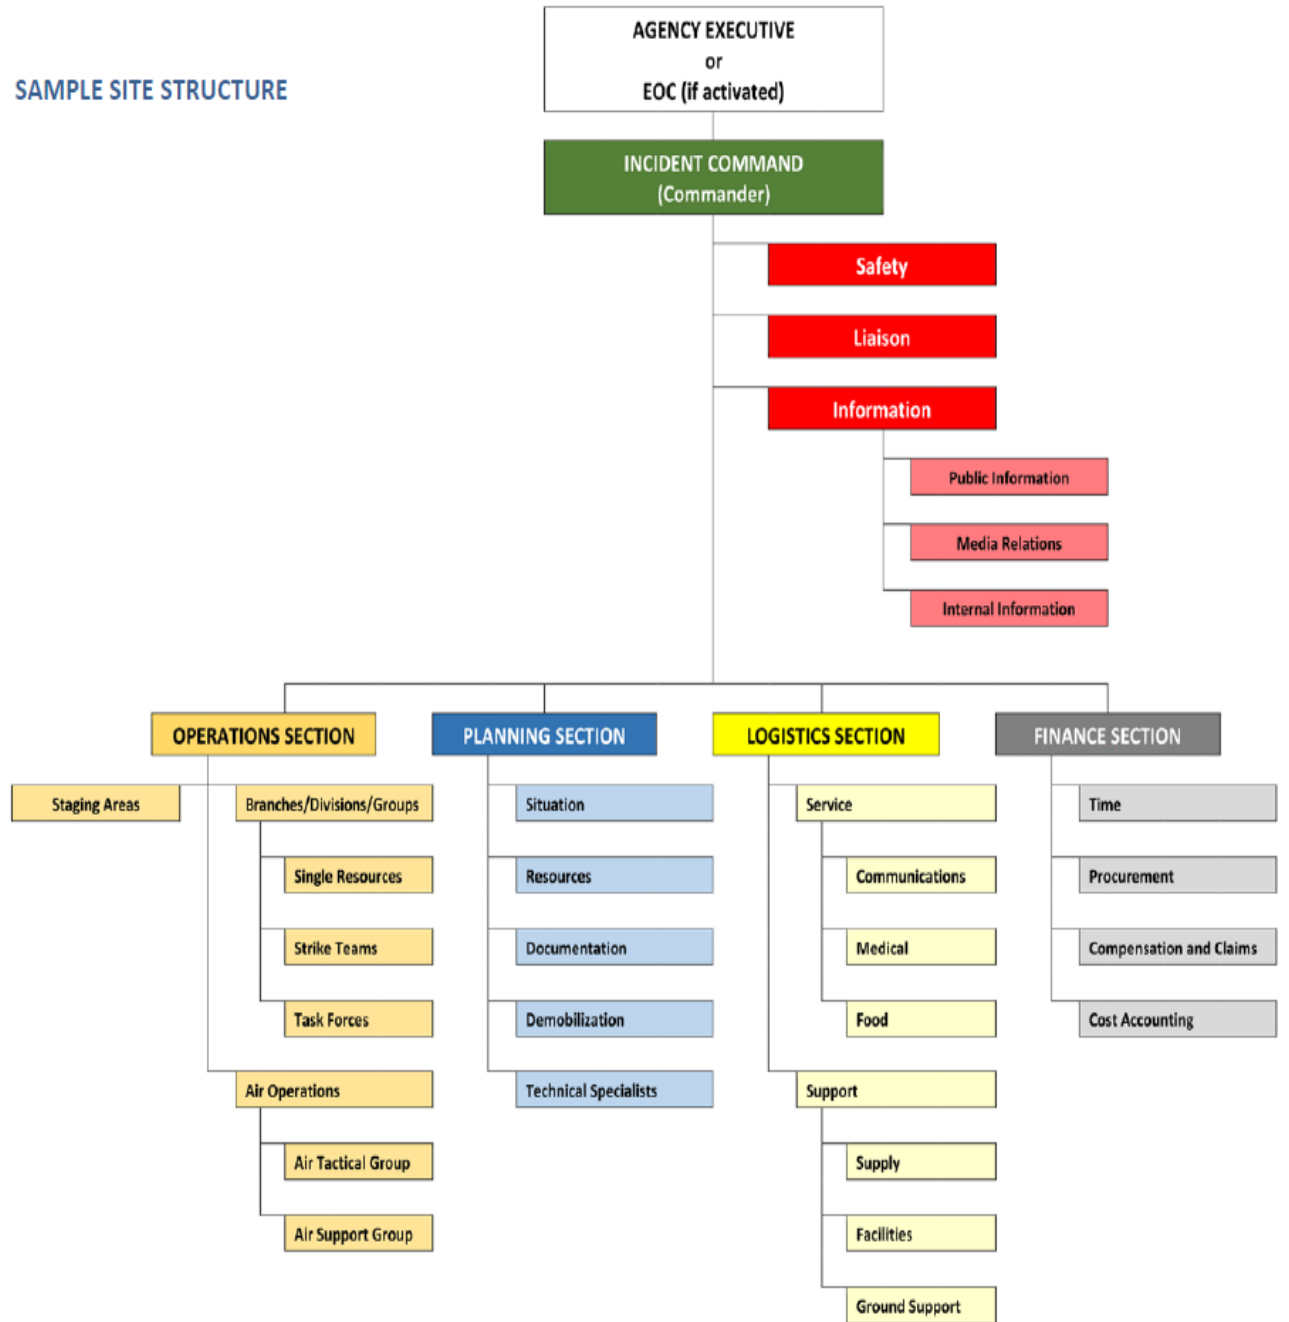 AGENCY EXECUTIVE
or
EOC (if activated)
SAMPLE SITE STRUCTURE
INCIDENT COMMAND
(Commander)
Safety
Liaison
Information
Public Information
Media Relations
Internal Information
OPERATIONS SECTION
Staging Areas
Branches/Divisions/Groups
Single Resources
Strike Teams
Task Forces
Air Operations
Air Tactical Group
Air Support Group
PLANNING SECTION
Situation
Resources
Documentation
Demobilization
Technical Specialists
LOGISTICS SECTION
Service
Communications
Medical
Food
Support
Supply
Facilities
Ground Support
FINANCE SECTION
Time
Procurement
Compensation and Claims
Cost Accounting